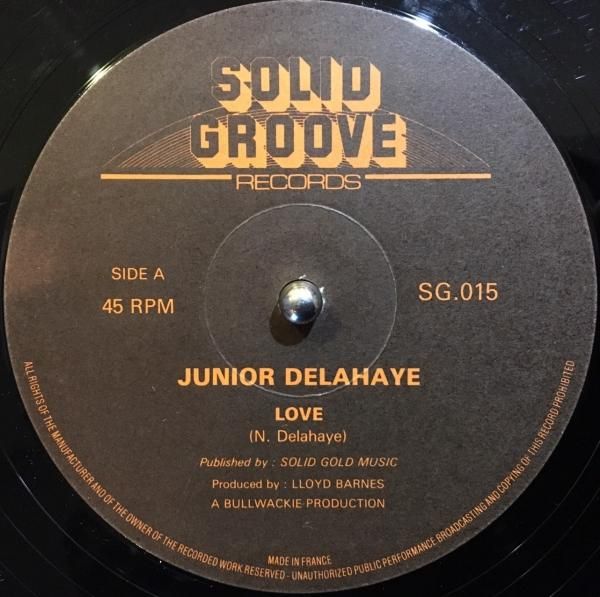 SOLID
GROOVE
RECORDS
SIDE A
45 RPM
SG.015
JUNIOR DELAHAYE
LOVE
(N. Delahaye)
Published by : SOLID GOLD MUSIC
Produced by : LLOYD BARNES
A BULLWACKIE PRODUCTION
MADE IN FRANCE
ALL RIGHTS OF THE MANUFACTURER AND OF THE OWNER OF THE RECORDED WORK RESERVED - UNAUTHORIZED PUBLIC PERFORMANCE BROADCASTING AND COPYING OF THIS RECORD PROHIBITED